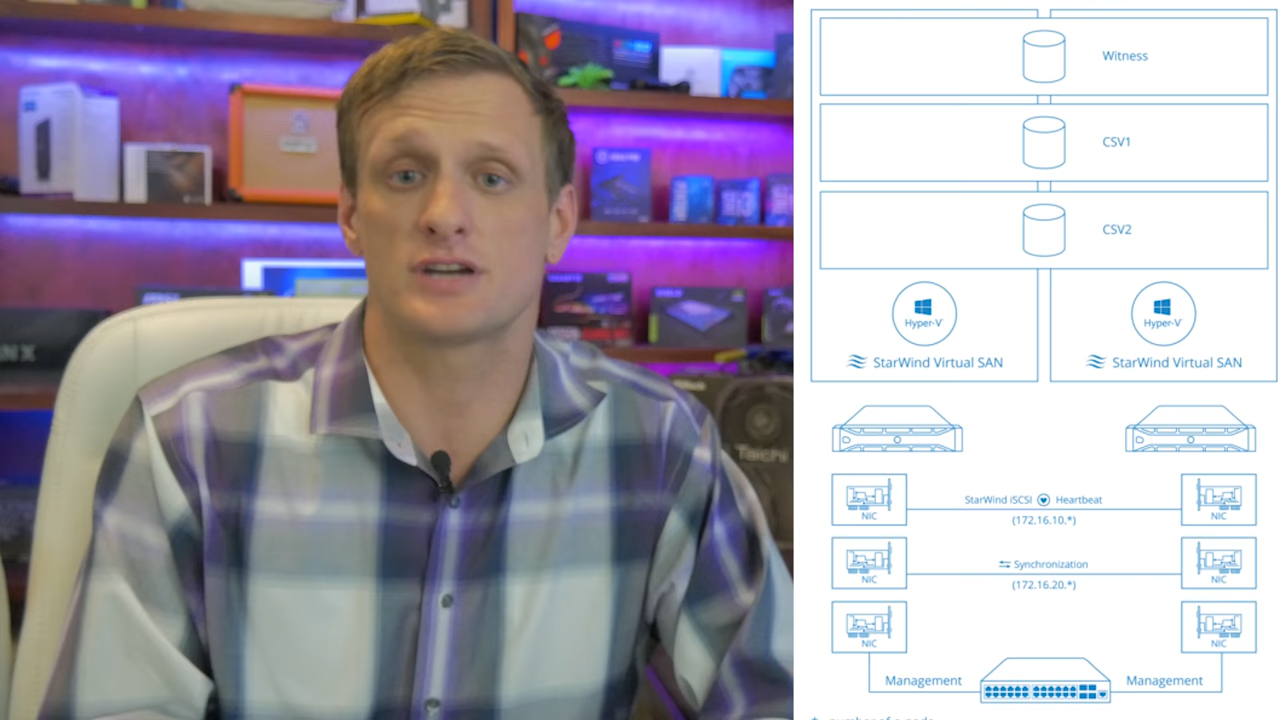 Witness
CSV1
CSV2
Hyper-V
Hyper-V
StarWind Virtual SAN
StarWind Virtual SAN
NIC
StarWind iSCSI
Heartbeat
NIC
(172.16.10.*)
NIC
Synchronization
NIC
(172.16.20.*)
NIC
NIC
Management
Management
Taichi